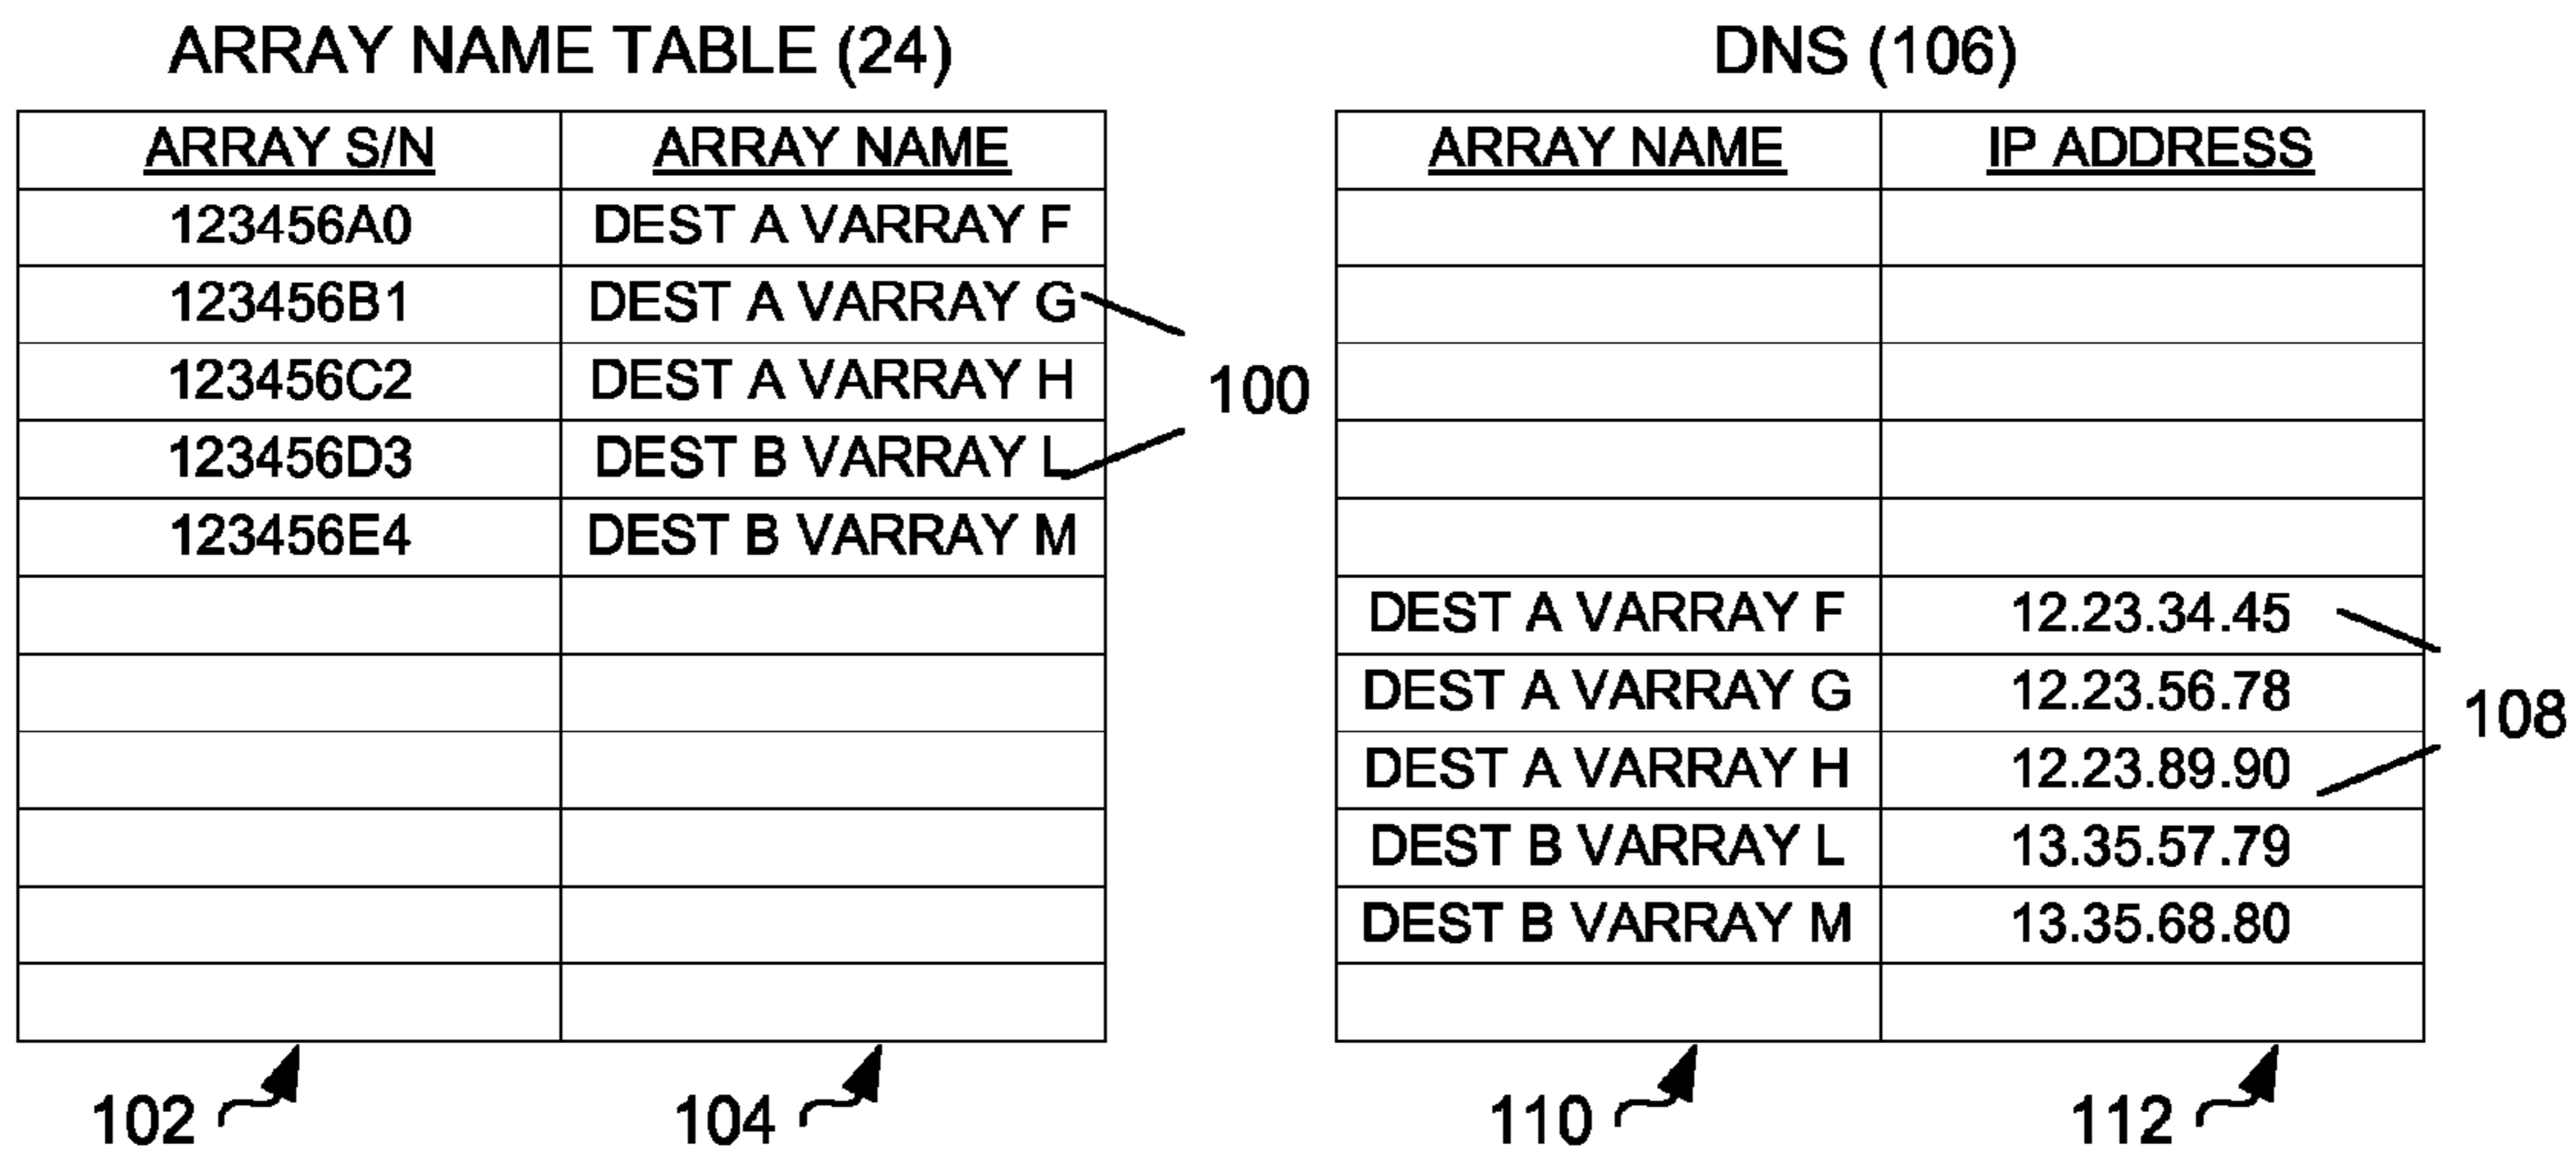 ARRAY NAME TABLE (24)
ARRAY S/N ARRAY NAME
123456A0 DEST A VARRAY F
123456B1 DEST A VARRAY G
123456C2 DEST A VARRAY H
123456D3 DEST B VARRAY L
123456E4 DEST B VARRAY M
100
102
104
DNS (106)
ARRAY NAME IP ADDRESS
DEST A VARRAY F 12.23.34.45
DEST A VARRAY G 12.23.56.78
DEST A VARRAY H 12.23.89.90
DEST B VARRAY L 13.35.57.79
DEST B VARRAY M 13.35.68.80
108
110
112